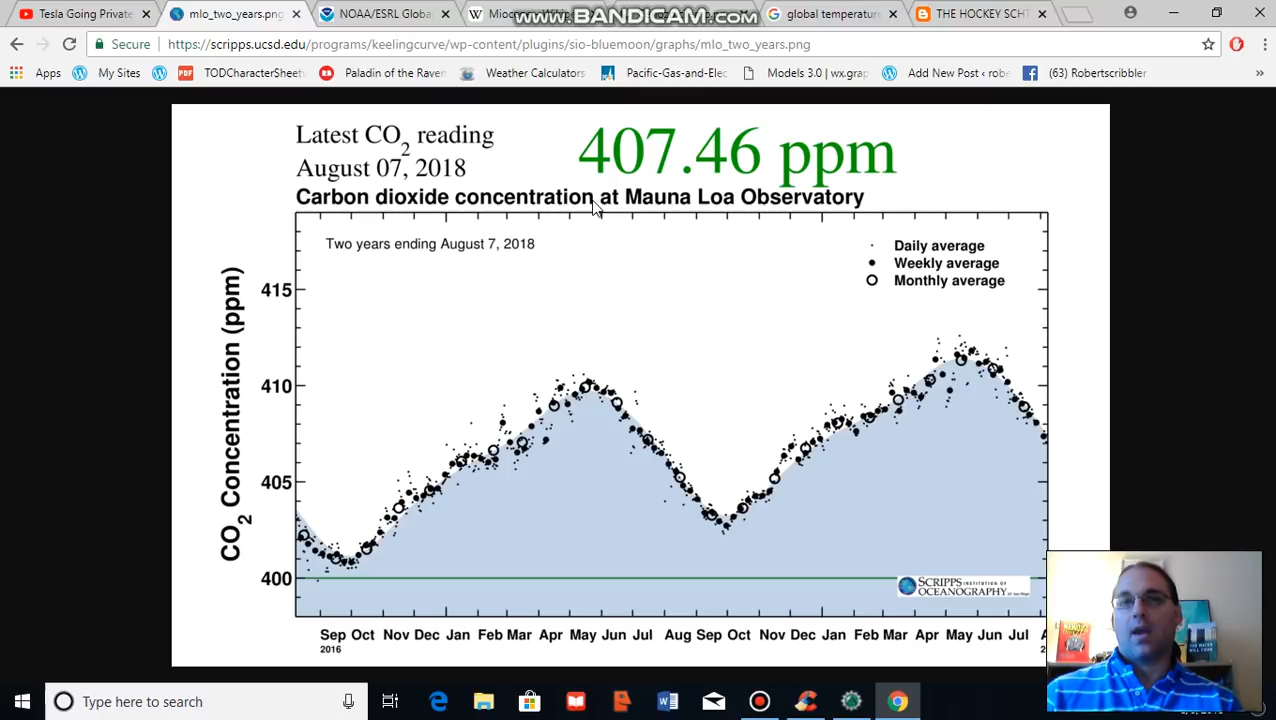 Tesla Going Private
mlo_two_years.png
NOAA/ESRL Globa
www.BANDICAM.com
global temperature
THE HOCKEY SCHT
Secure
https://scripps.ucsd.edu/programs/keelingcurve/wp-content/plugins/sio-bluemoon/graphs/mlo_two_years.png
Apps
My Sites
TODCharacterSheet
Paladin of the Raven
Weather Calculators
Pacific-Gas-and-Elec
Models 3.0 | wx.grap
Add New Post ‹ robe
(63) Robertscribbler
»
Latest CO2 reading
August 07, 2018
407.46 ppm
Carbon dioxide concentration at Mauna Loa Observatory
Two years ending August 7, 2018
Daily average
Weekly average
Monthly average
CO2 Concentration (ppm)
415
410
405
400
SCRIPPS INSTITUTION OF
OCEANOGRAPHY
Sep Oct Nov Dec Jan Feb Mar Apr May Jun Jul Aug Sep Oct Nov Dec Jan Feb Mar Apr May Jun Jul
2016
Type here to search